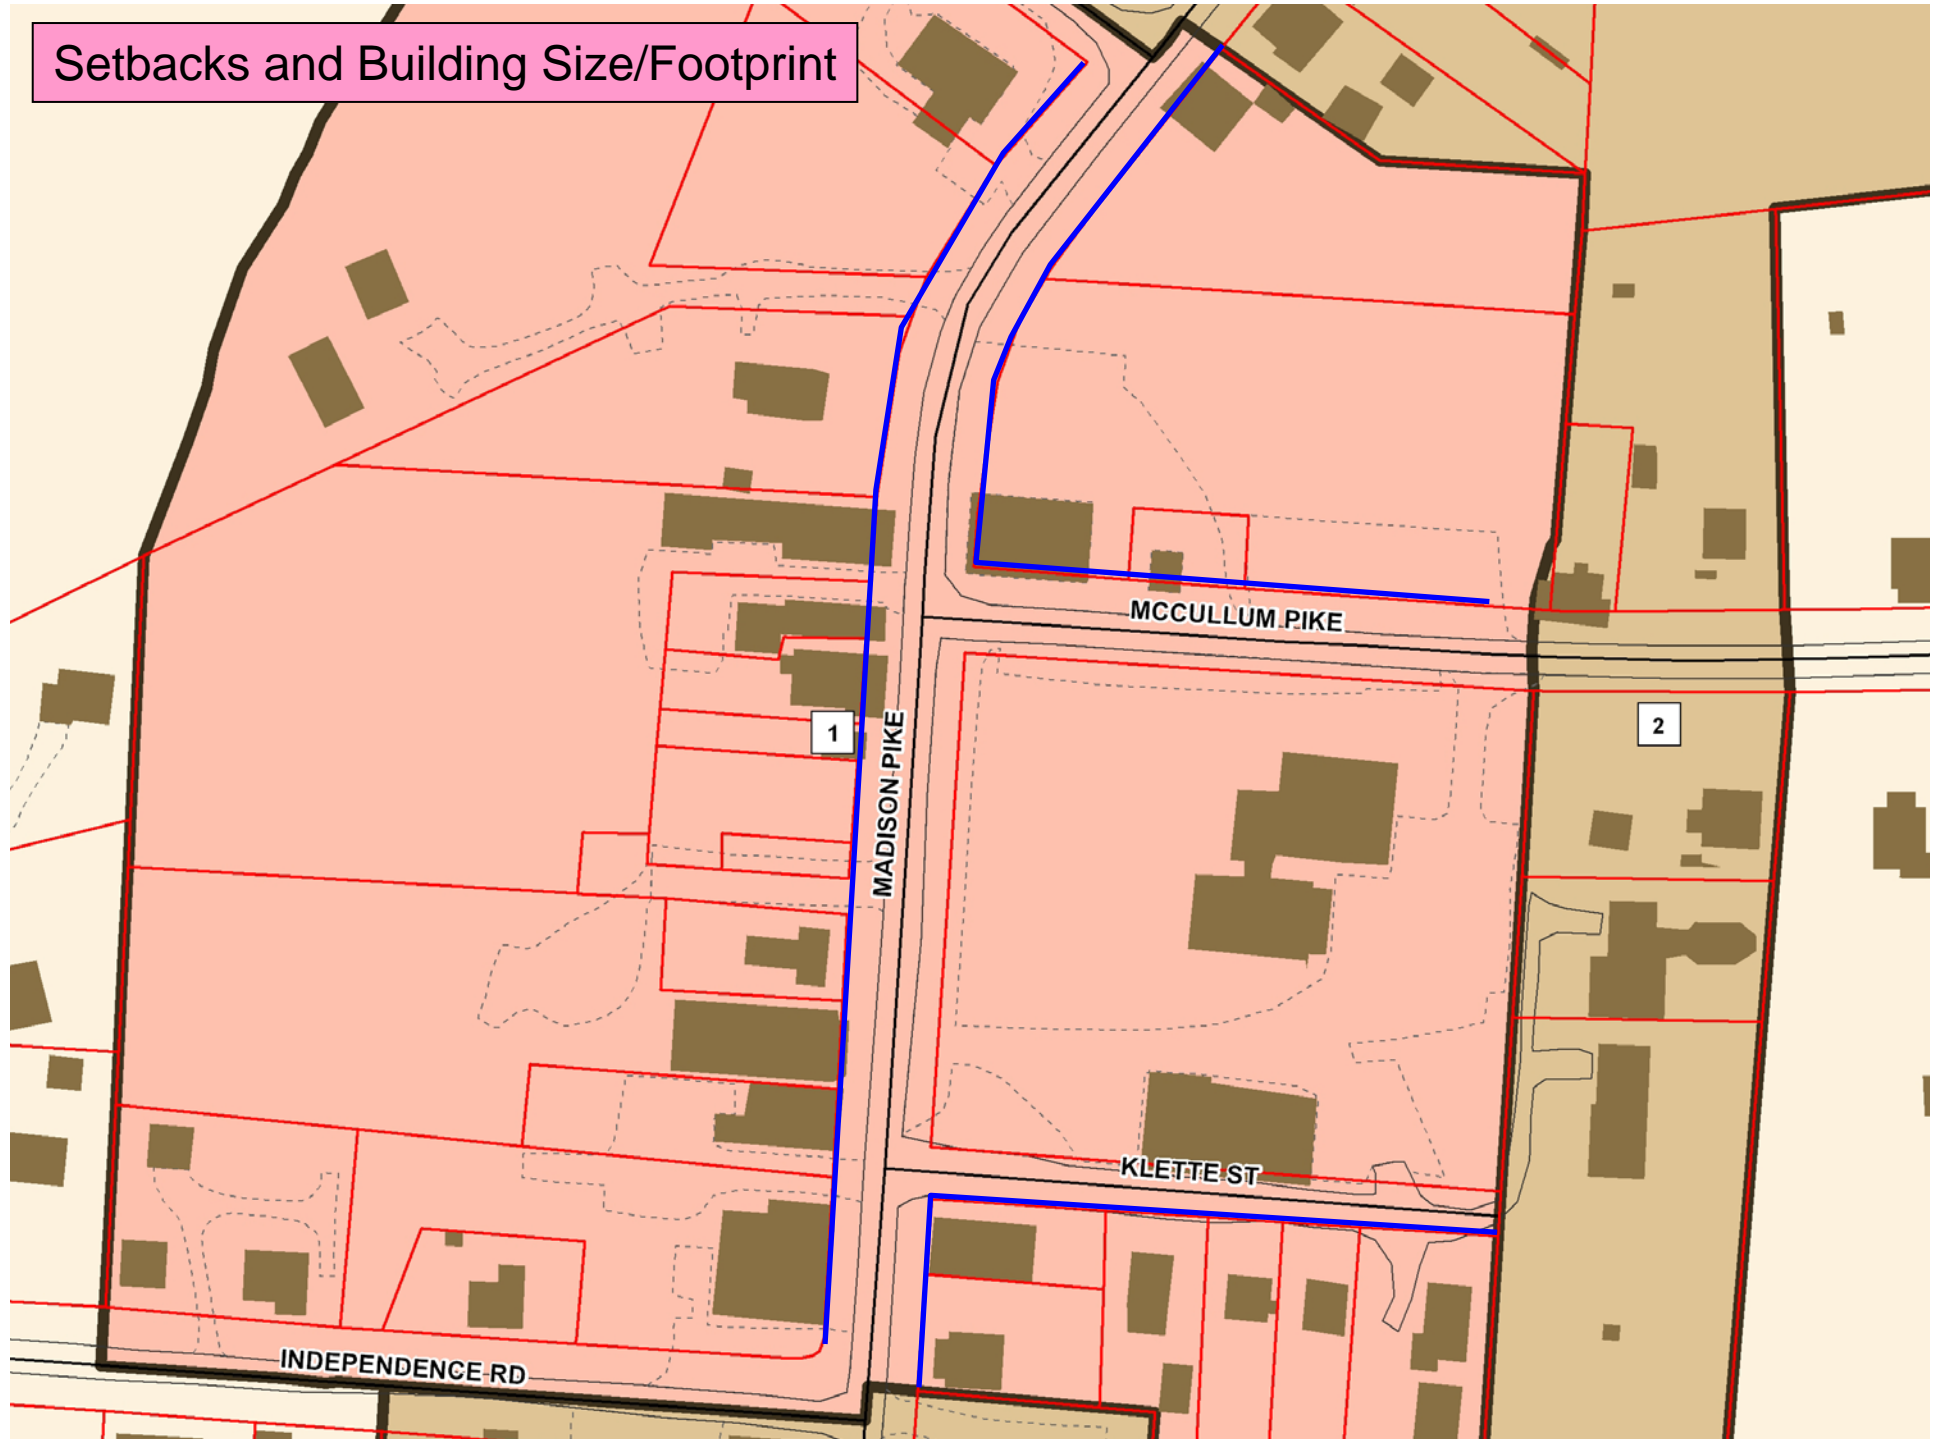 Setbacks and Building Size/Footprint
MCCULLUM PIKE
1
2
MADISON PIKE
KLETTE ST
INDEPENDENCE RD